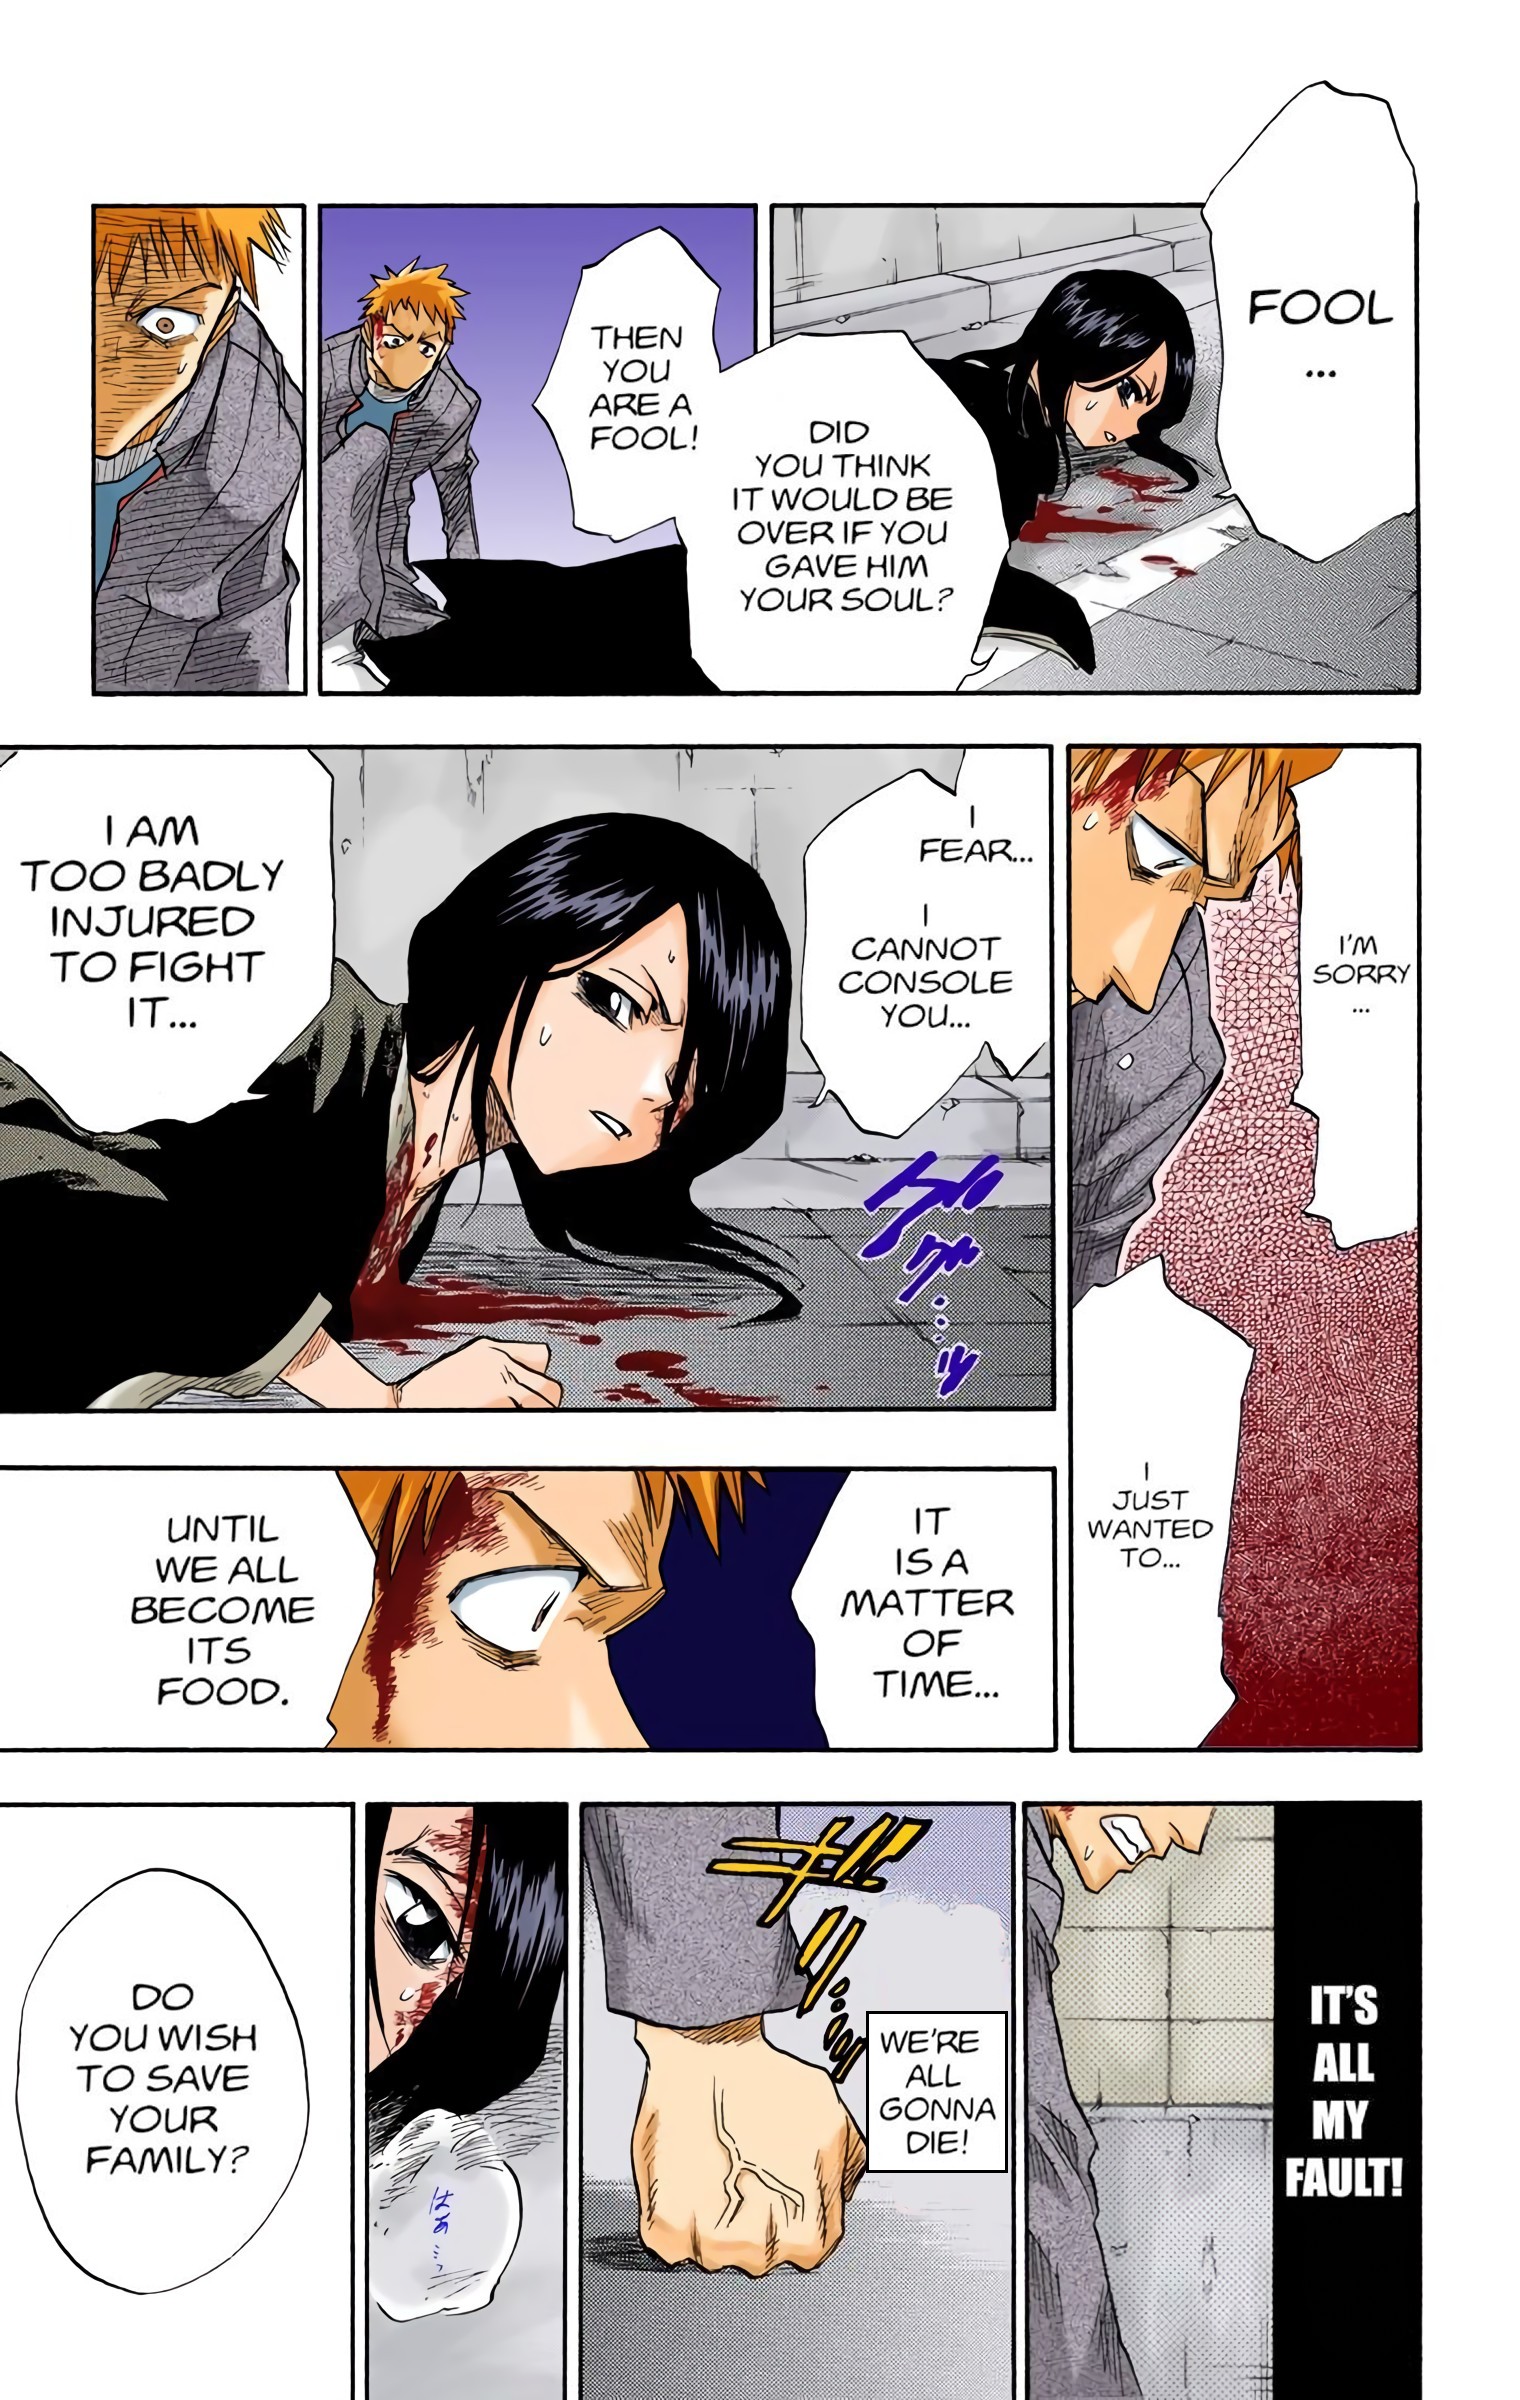 FOOL
...
DID
YOU THINK
IT WOULD BE
OVER IF YOU
GAVE HIM
YOUR SOUL?
THEN
YOU
ARE A
FOOL!
I'M
SORRY
...
I
JUST
WANTED
TO...
I
FEAR...
I
CANNOT
CONSOLE
YOU...
I AM
TOO BADLY
INJURED
TO FIGHT
IT...
IT
IS A
MATTER
OF
TIME...
UNTIL
WE ALL
BECOME
ITS
FOOD.
IT'S
ALL
MY
FAULT!
WE'RE
ALL
GONNA
DIE!
はぁ…っ
DO
YOU WISH
TO SAVE
YOUR
FAMILY?